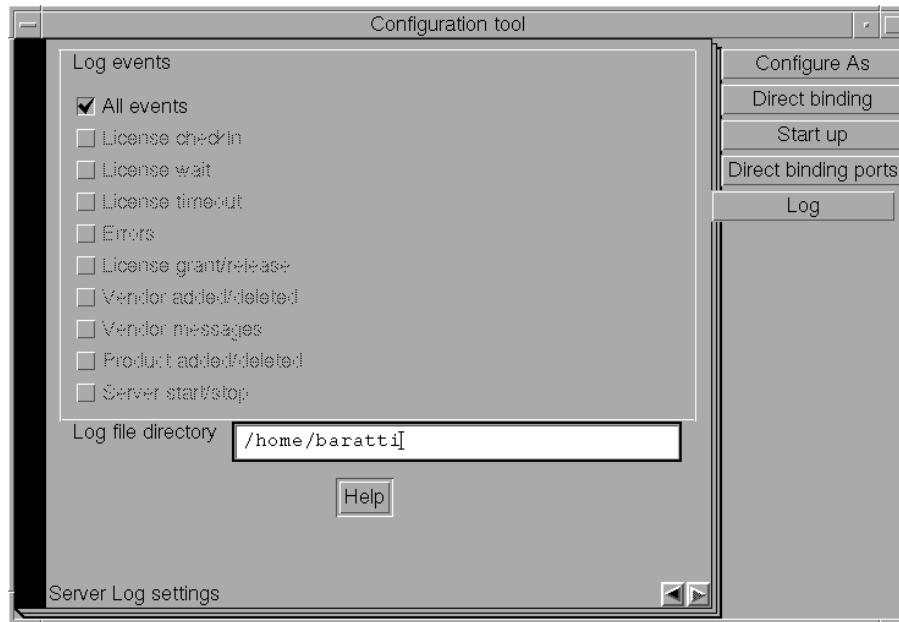 Configuration tool
Log events
All events
License checkin
License wait
License timeout
Errors
License grant/release
Vendor added/deleted
Vendor messages
Product added/deleted
Server start/stop
Log file directory
/home/baratti
Help
Server Log settings
Configure As
Direct binding
Start up
Direct binding ports
Log